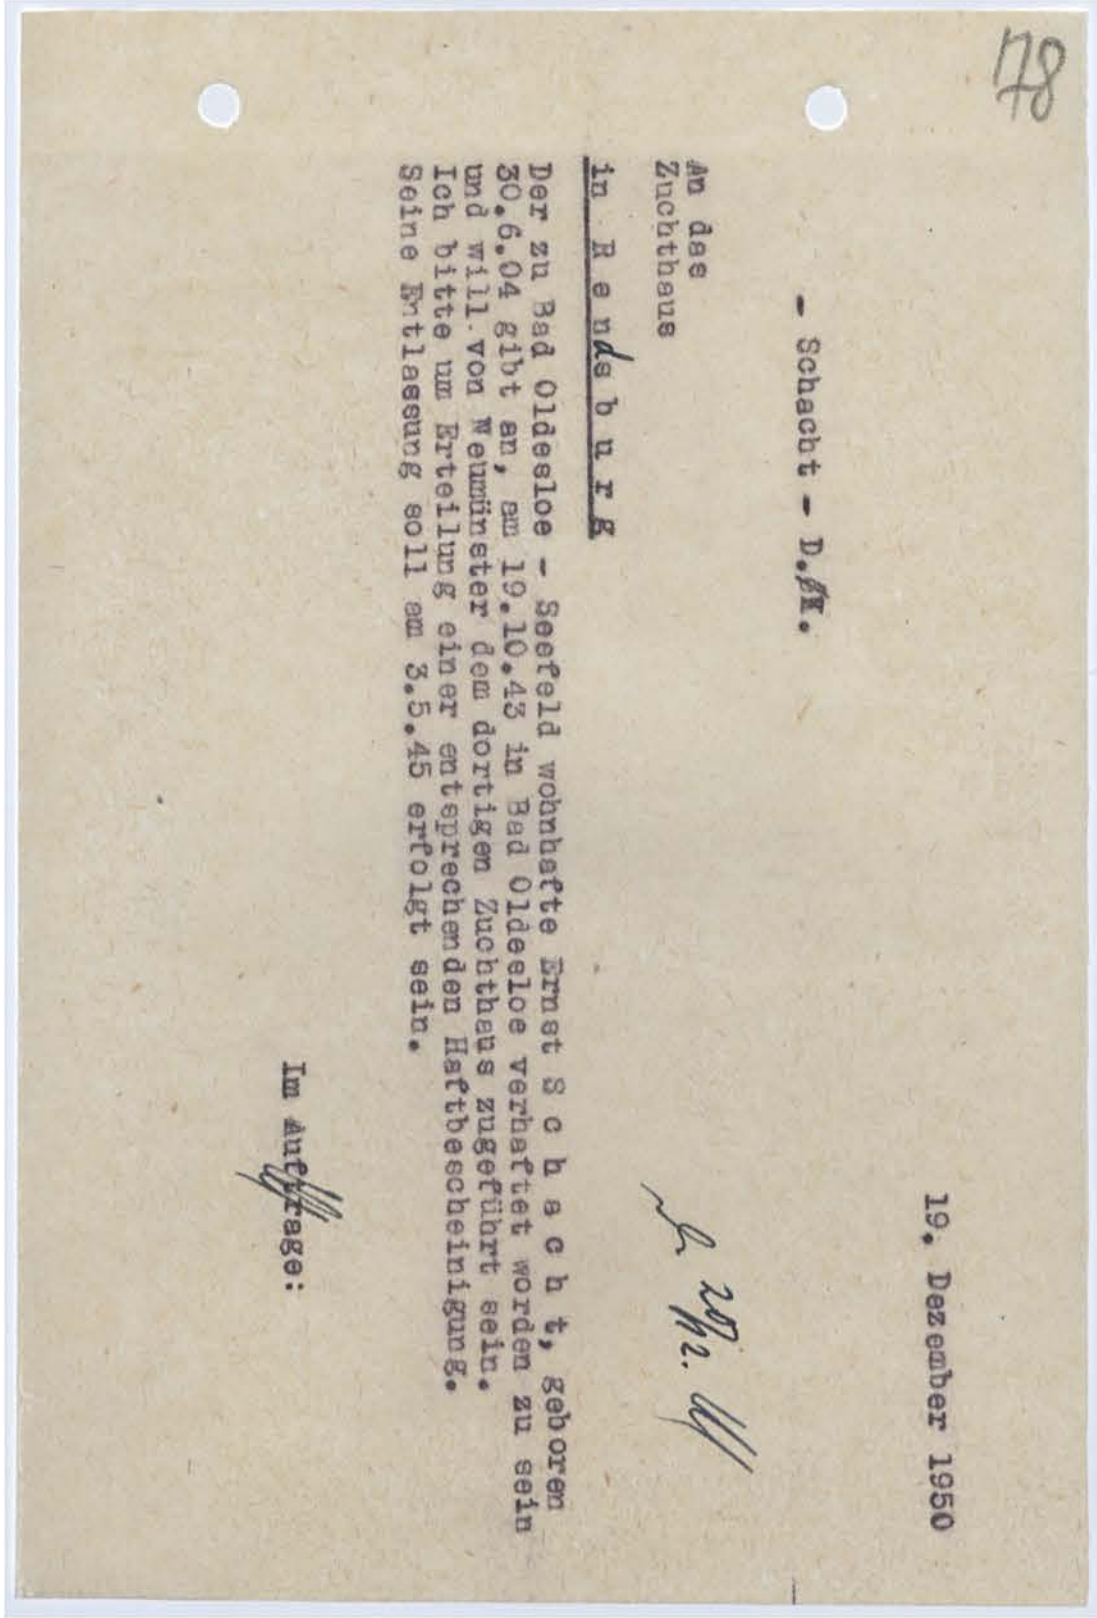 178
19. Dezember 1950
- Schacht - D./K.
An das
Zuchthaus
in Rendsburg
20/12.
Der zu Bad Oldesloe - Seefeld wohnhafte Ernst S c h a c h t, geboren
30.6.04 gibt an, am 19.10.43 in Bad Oldesloe verhaftet worden zu sein
und will von Neumünster dem dortigen Zuchthaus zugeführt sein.
Ich bitte um Erteilung einer entsprechenden Haftbescheinigung.
Seine Entlassung soll am 3.5.45 erfolgt sein.
Im Auftrage: